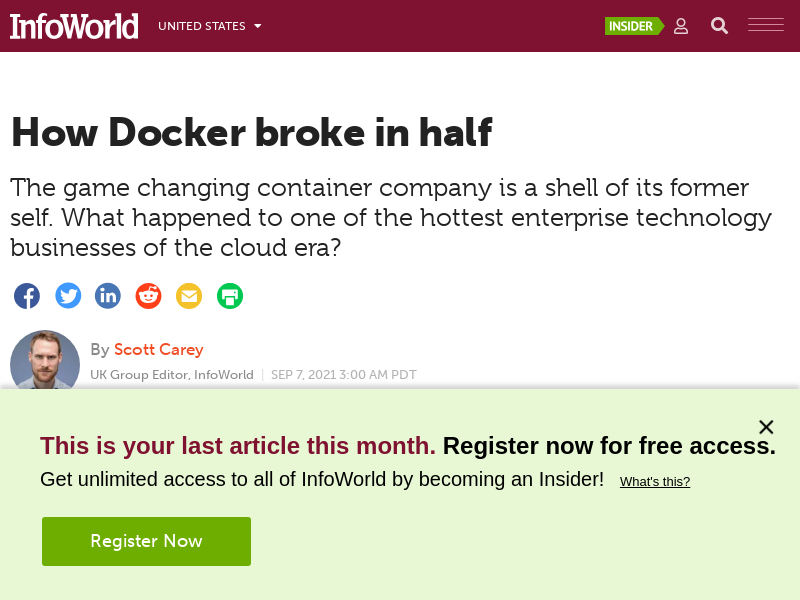 InfoWorld UNITED STATES INSIDER
How Docker broke in half
The game changing container company is a shell of its former
self. What happened to one of the hottest enterprise technology
businesses of the cloud era?
By Scott Carey
UK Group Editor, InfoWorld | SEP 7, 2021 3:00 AM PDT
This is your last article this month. Register now for free access.
Get unlimited access to all of InfoWorld by becoming an Insider! What's this?
Register Now